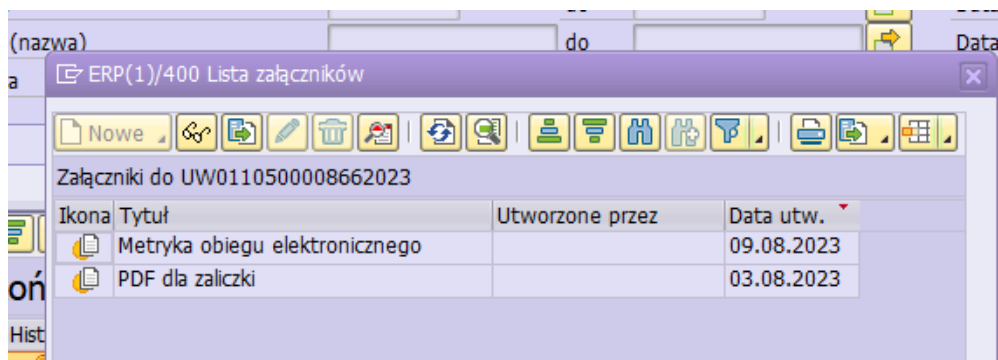 do
(nazwa) do Data
a
ERP(1)/400 Lista załączników
Nowe
Załączniki do UW0110500008662023
Ikona Tytuł Utworzone przez Data utw.
Metryka obiegu elektronicznego 09.08.2023
PDF dla zaliczki 03.08.2023
oń
Hist